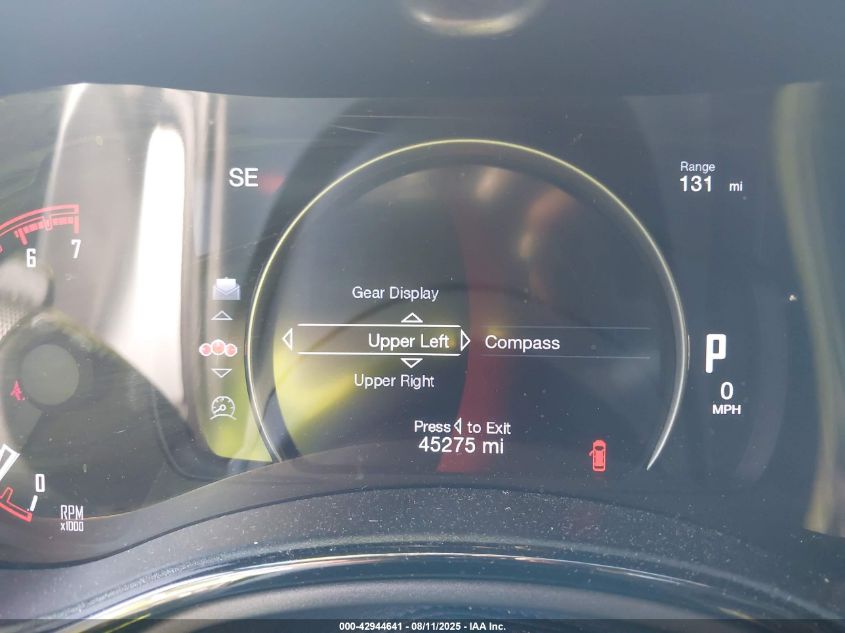 SE
Range
131 mi
6 7
Gear Display
Upper Left
Compass
Upper Right
P
0
MPH
Press ◁ to Exit
45275 mi
0
RPM
x1000
000-42944641 - 08/11/2025 - IAA Inc.